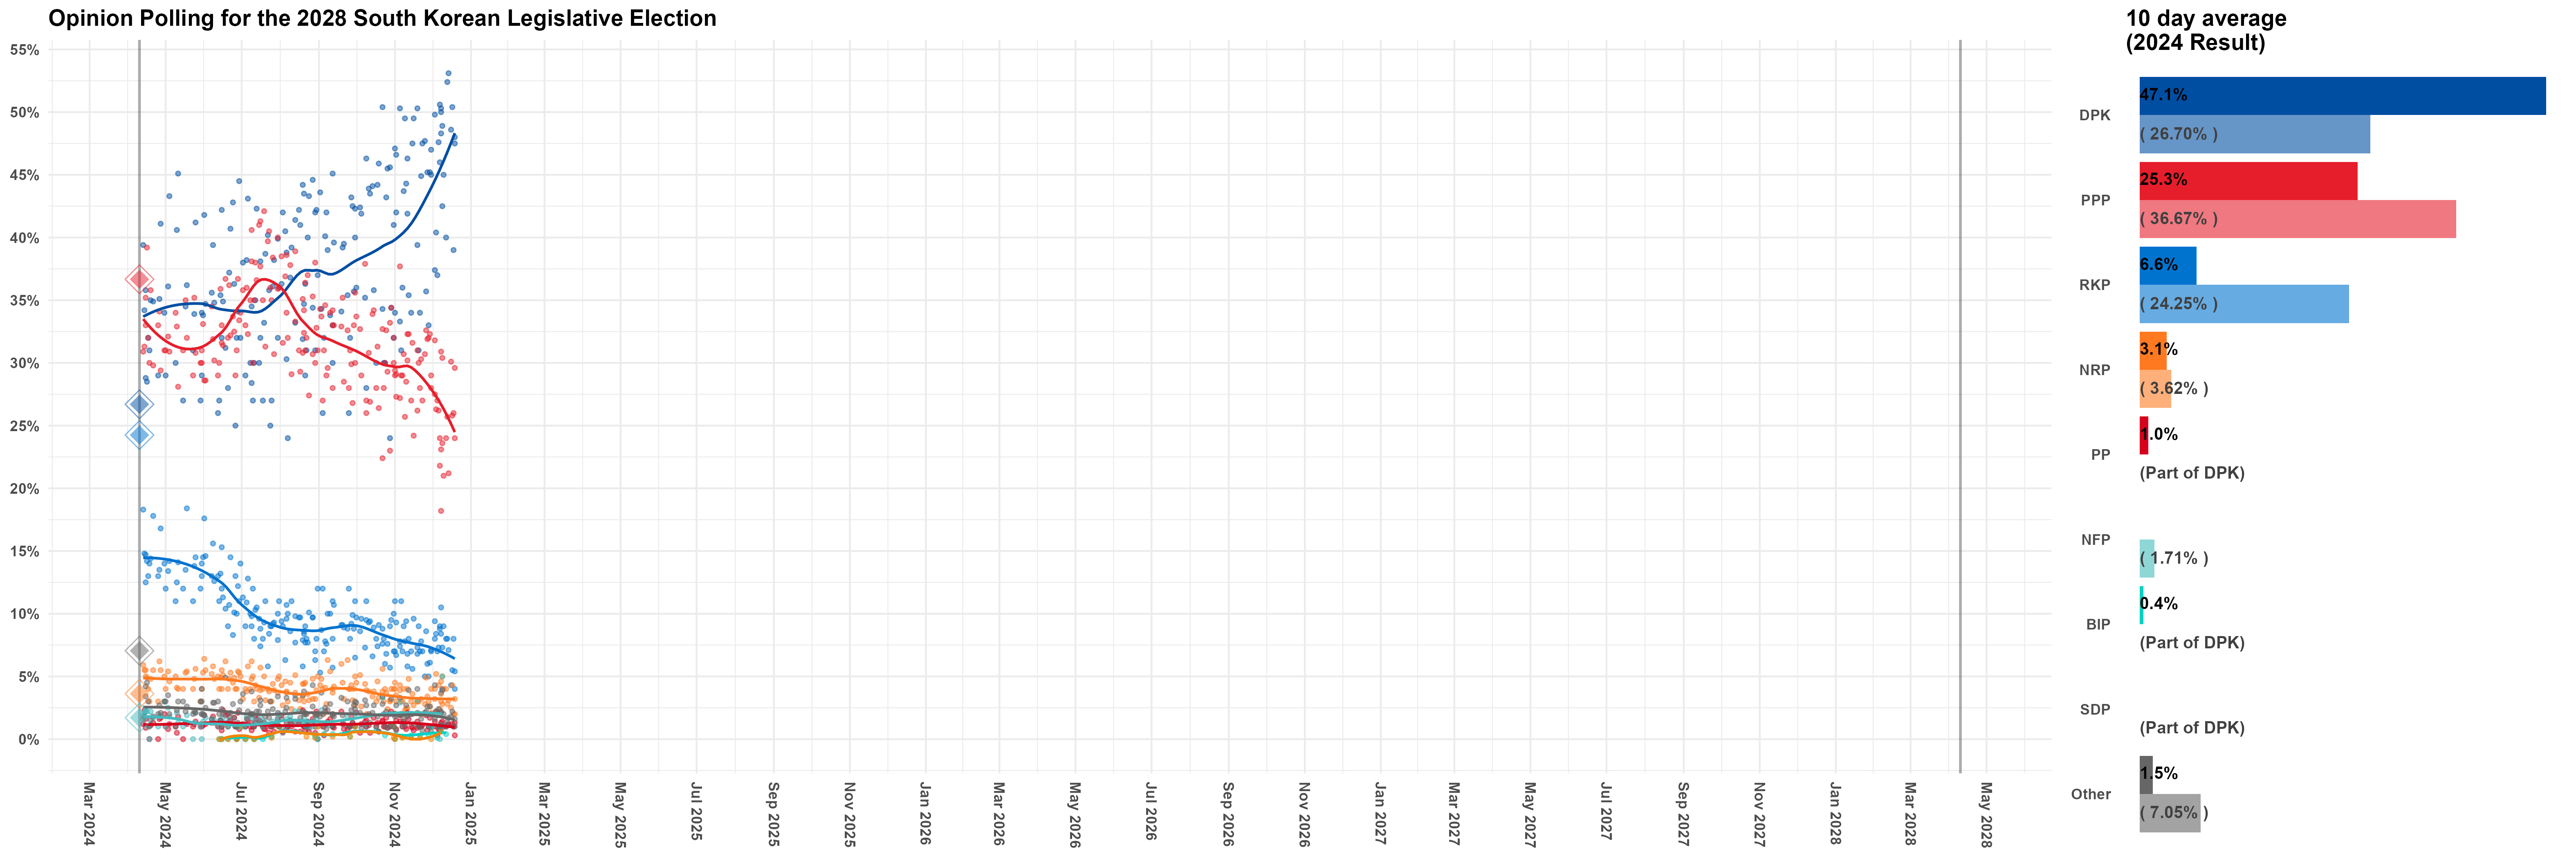 Opinion Polling for the 2028 South Korean Legislative Election
10 day average
(2024 Result)
55%
50%
45%
40%
35%
30%
25%
20%
15%
10%
5%
0%
Mar 2024
May 2024
Jul 2024
Sep 2024
Nov 2024
Jan 2025
Mar 2025
May 2025
Jul 2025
Sep 2025
Nov 2025
Jan 2026
Mar 2026
May 2026
Jul 2026
Sep 2026
Nov 2026
Jan 2027
Mar 2027
May 2027
Jul 2027
Sep 2027
Nov 2027
Jan 2028
Mar 2028
May 2028
DPK
47.1%
( 26.70% )
PPP
25.3%
( 36.67% )
RKP
6.6%
( 24.25% )
NRP
3.1%
( 3.62% )
PP
1.0%
(Part of DPK)
NFP
( 1.71% )
BIP
0.4%
(Part of DPK)
SDP
(Part of DPK)
Other
1.5%
( 7.05% )